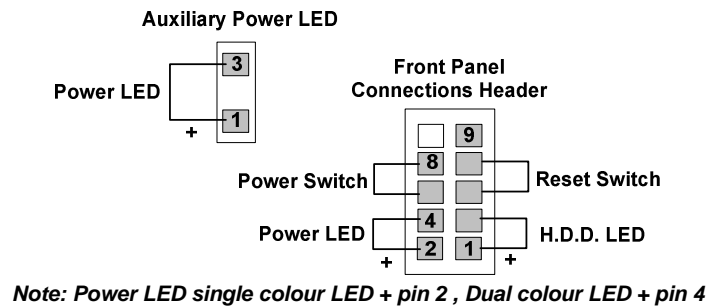 Auxiliary Power LED
3
Power LED
1
+
Front Panel
Connections Header
9
8
Power Switch
Reset Switch
4
Power LED
H.D.D. LED
2
1
+
+
Note: Power LED single colour LED + pin 2 , Dual colour LED + pin 4